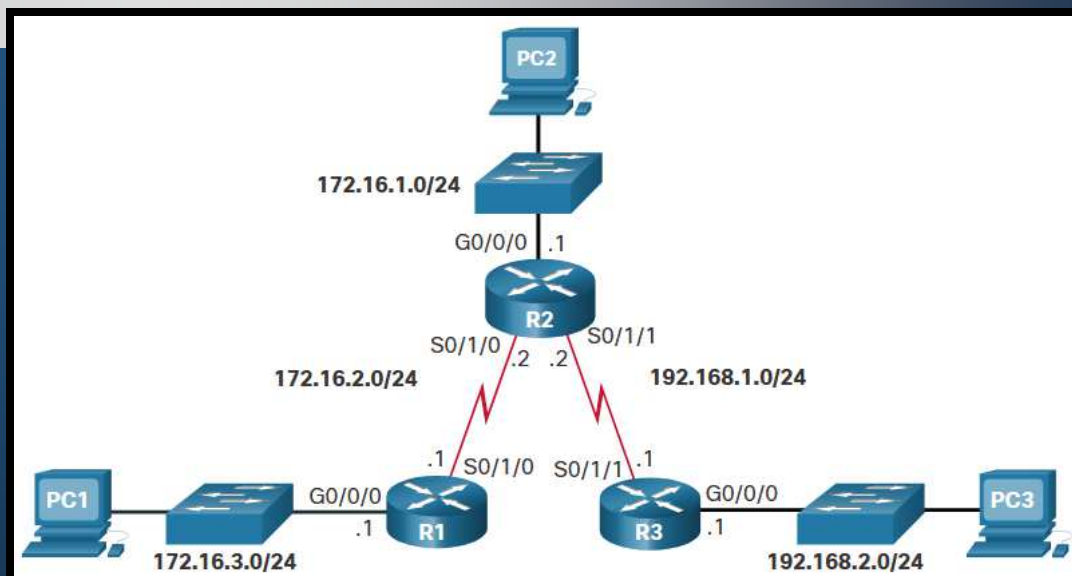 PC2
172.16.1.0/24
G0/0/0 .1
R2
S0/1/0 S0/1/1
.2 .2
172.16.2.0/24 192.168.1.0/24
.1 S0/1/0 S0/1/1 .1
PC1 G0/0/0 G0/0/0 PC3
.1 R1 R3 .1
172.16.3.0/24 192.168.2.0/24